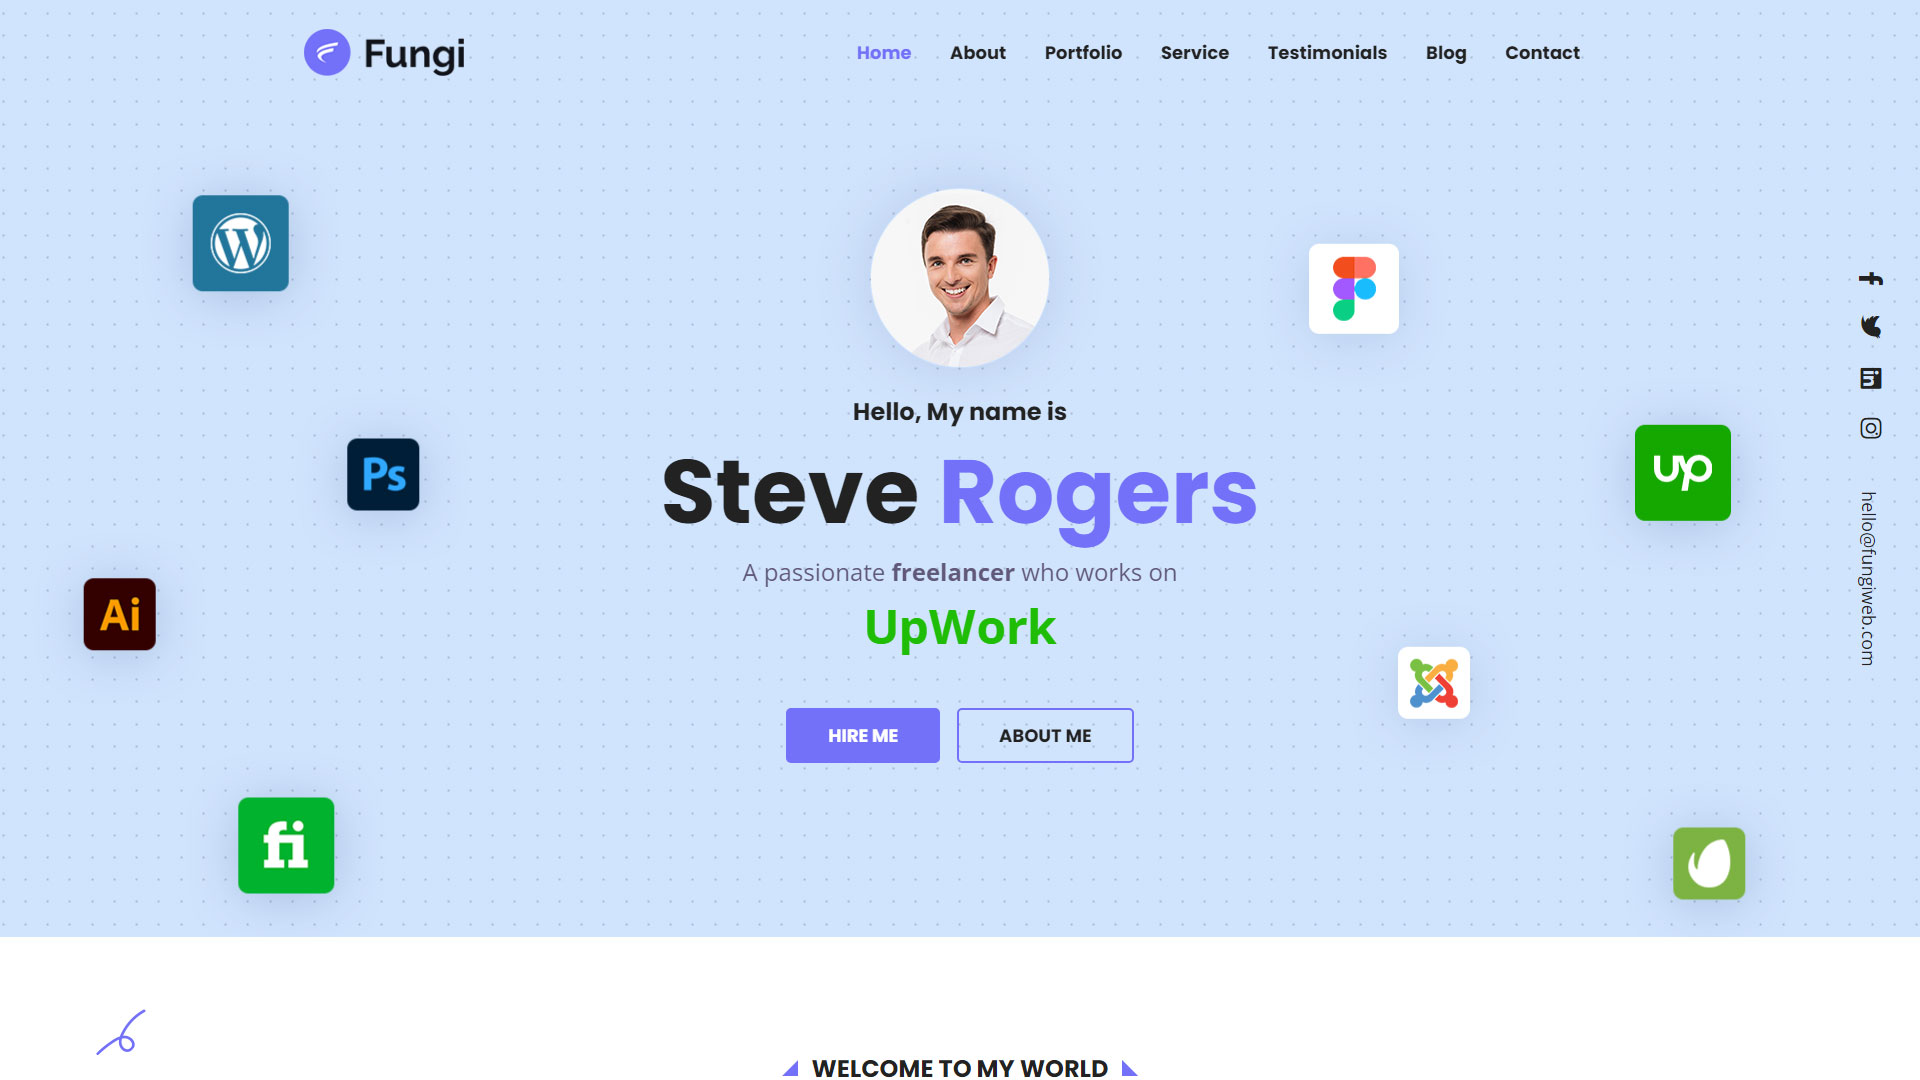 Fungi
Home About Portfolio Service Testimonials Blog Contact
Hello, My name is
Steve Rogers
A passionate freelancer who works on
UpWork
HIRE ME
ABOUT ME
W
Ps
Ai
fi
up
hello@fungiweb.com
WELCOME TO MY WORLD